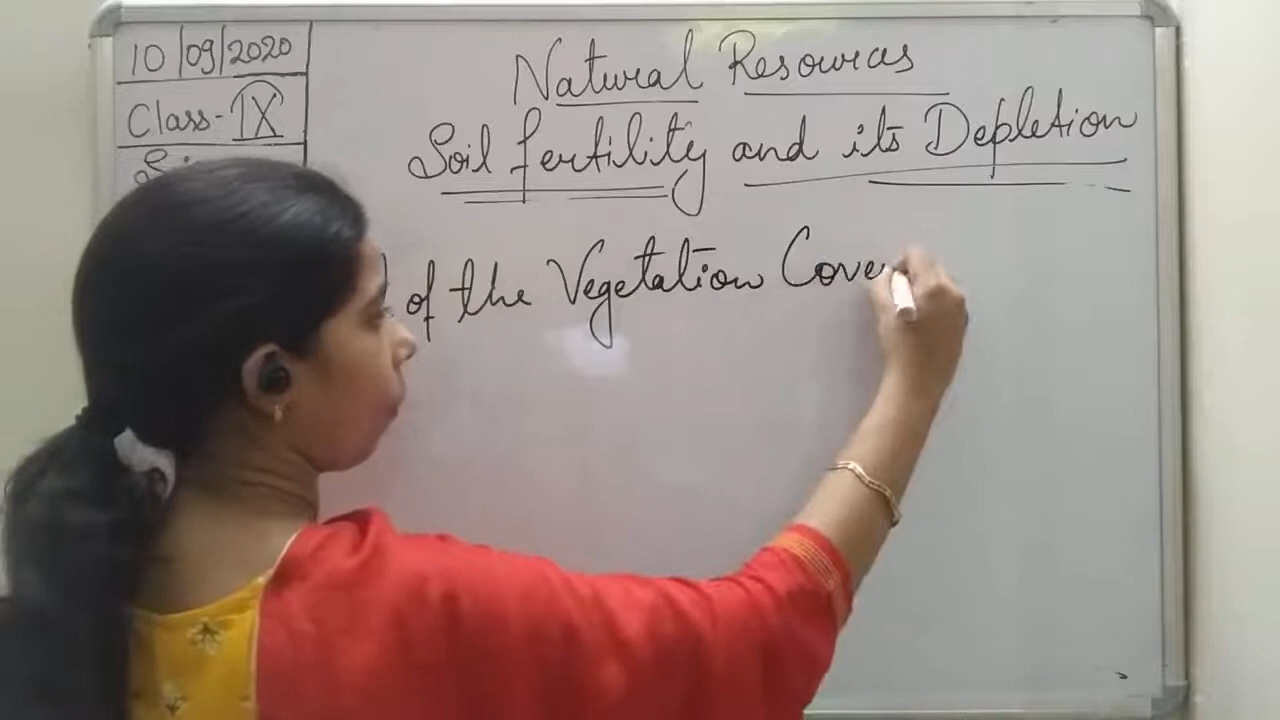 10/09/2020
Class-IX
Natural Resources
Soil fertility and its Depletion
of the Vegetation Cove